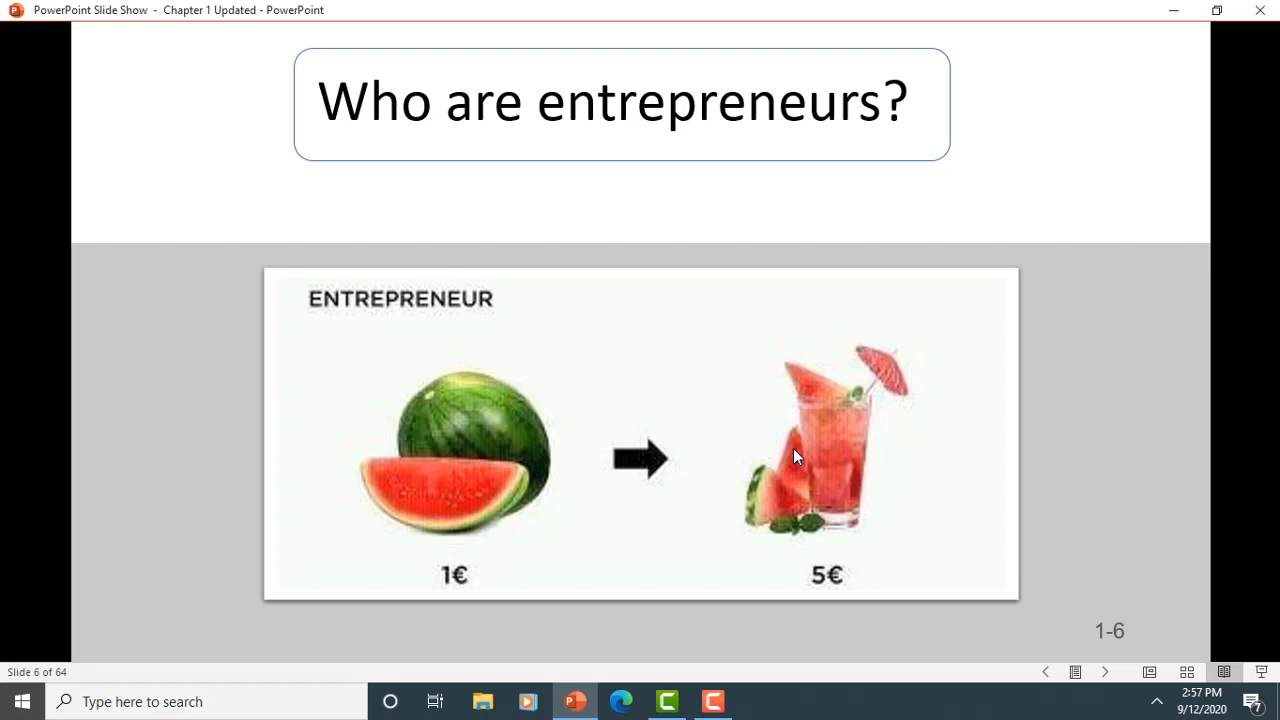 PowerPoint Slide Show - Chapter 1 Updated - PowerPoint
Who are entrepreneurs?
ENTREPRENEUR
1€
5€
1-6
Slide 6 of 64
Type here to search
2:57 PM
9/12/2020
7